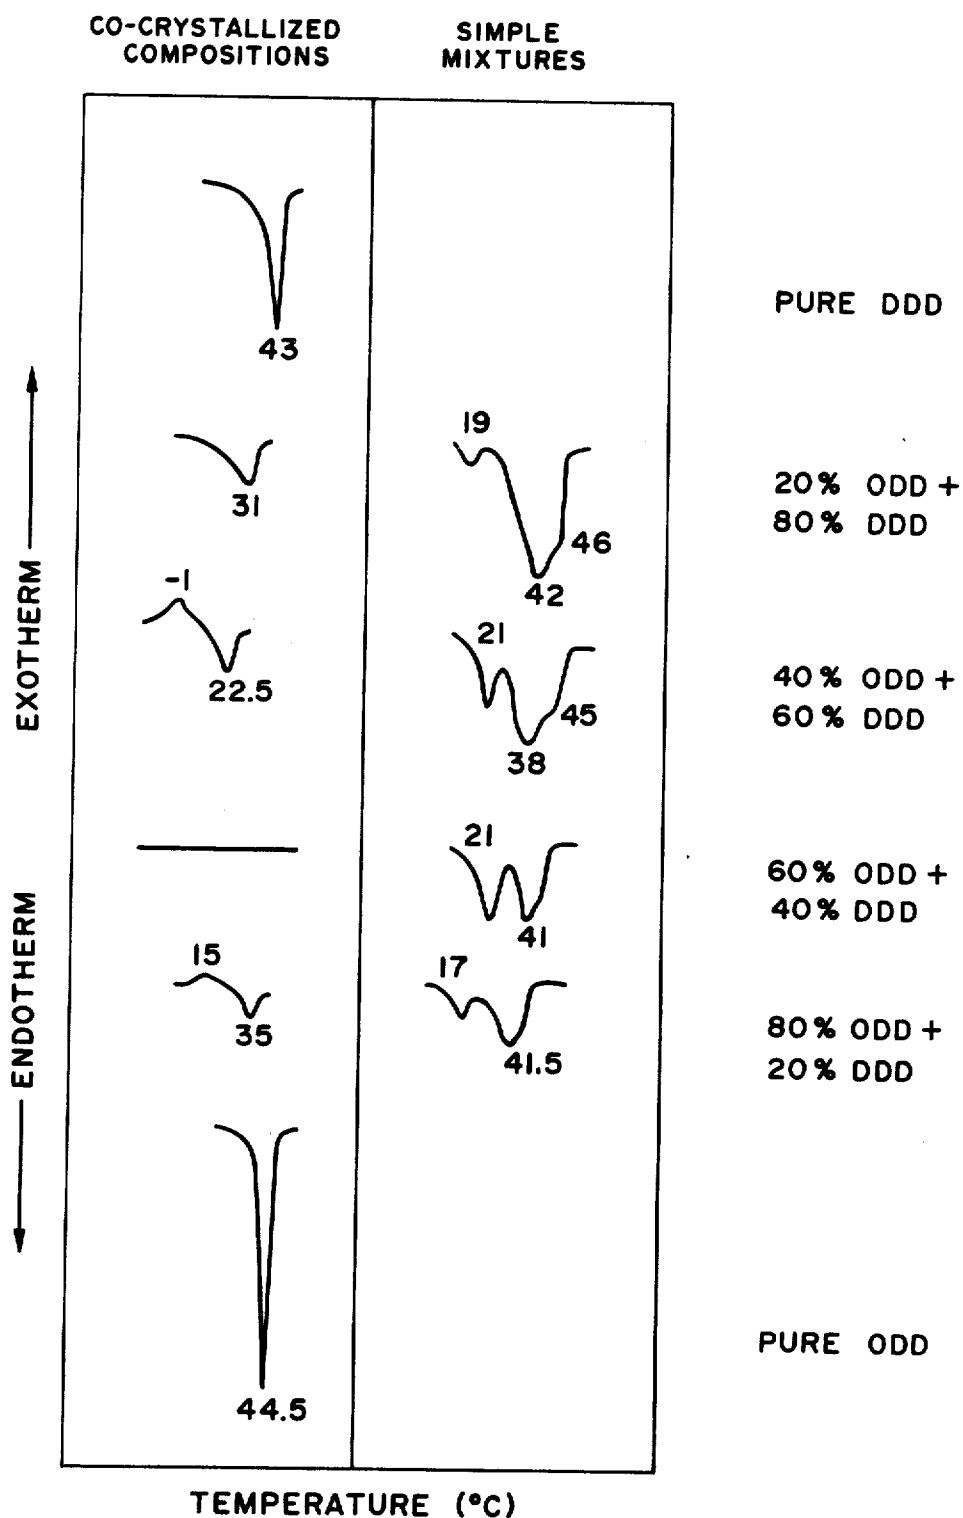 CO-CRYSTALLIZED
COMPOSITIONS
SIMPLE
MIXTURES
43
PURE DDD
31
19
46
42
20% ODD +
80% DDD
-1
22.5
21
45
38
40% ODD +
60% DDD
21
41
60% ODD +
40% DDD
15
35
17
41.5
80% ODD +
20% DDD
44.5
PURE ODD
EXOTHERM
ENDOTHERM
TEMPERATURE (°C)